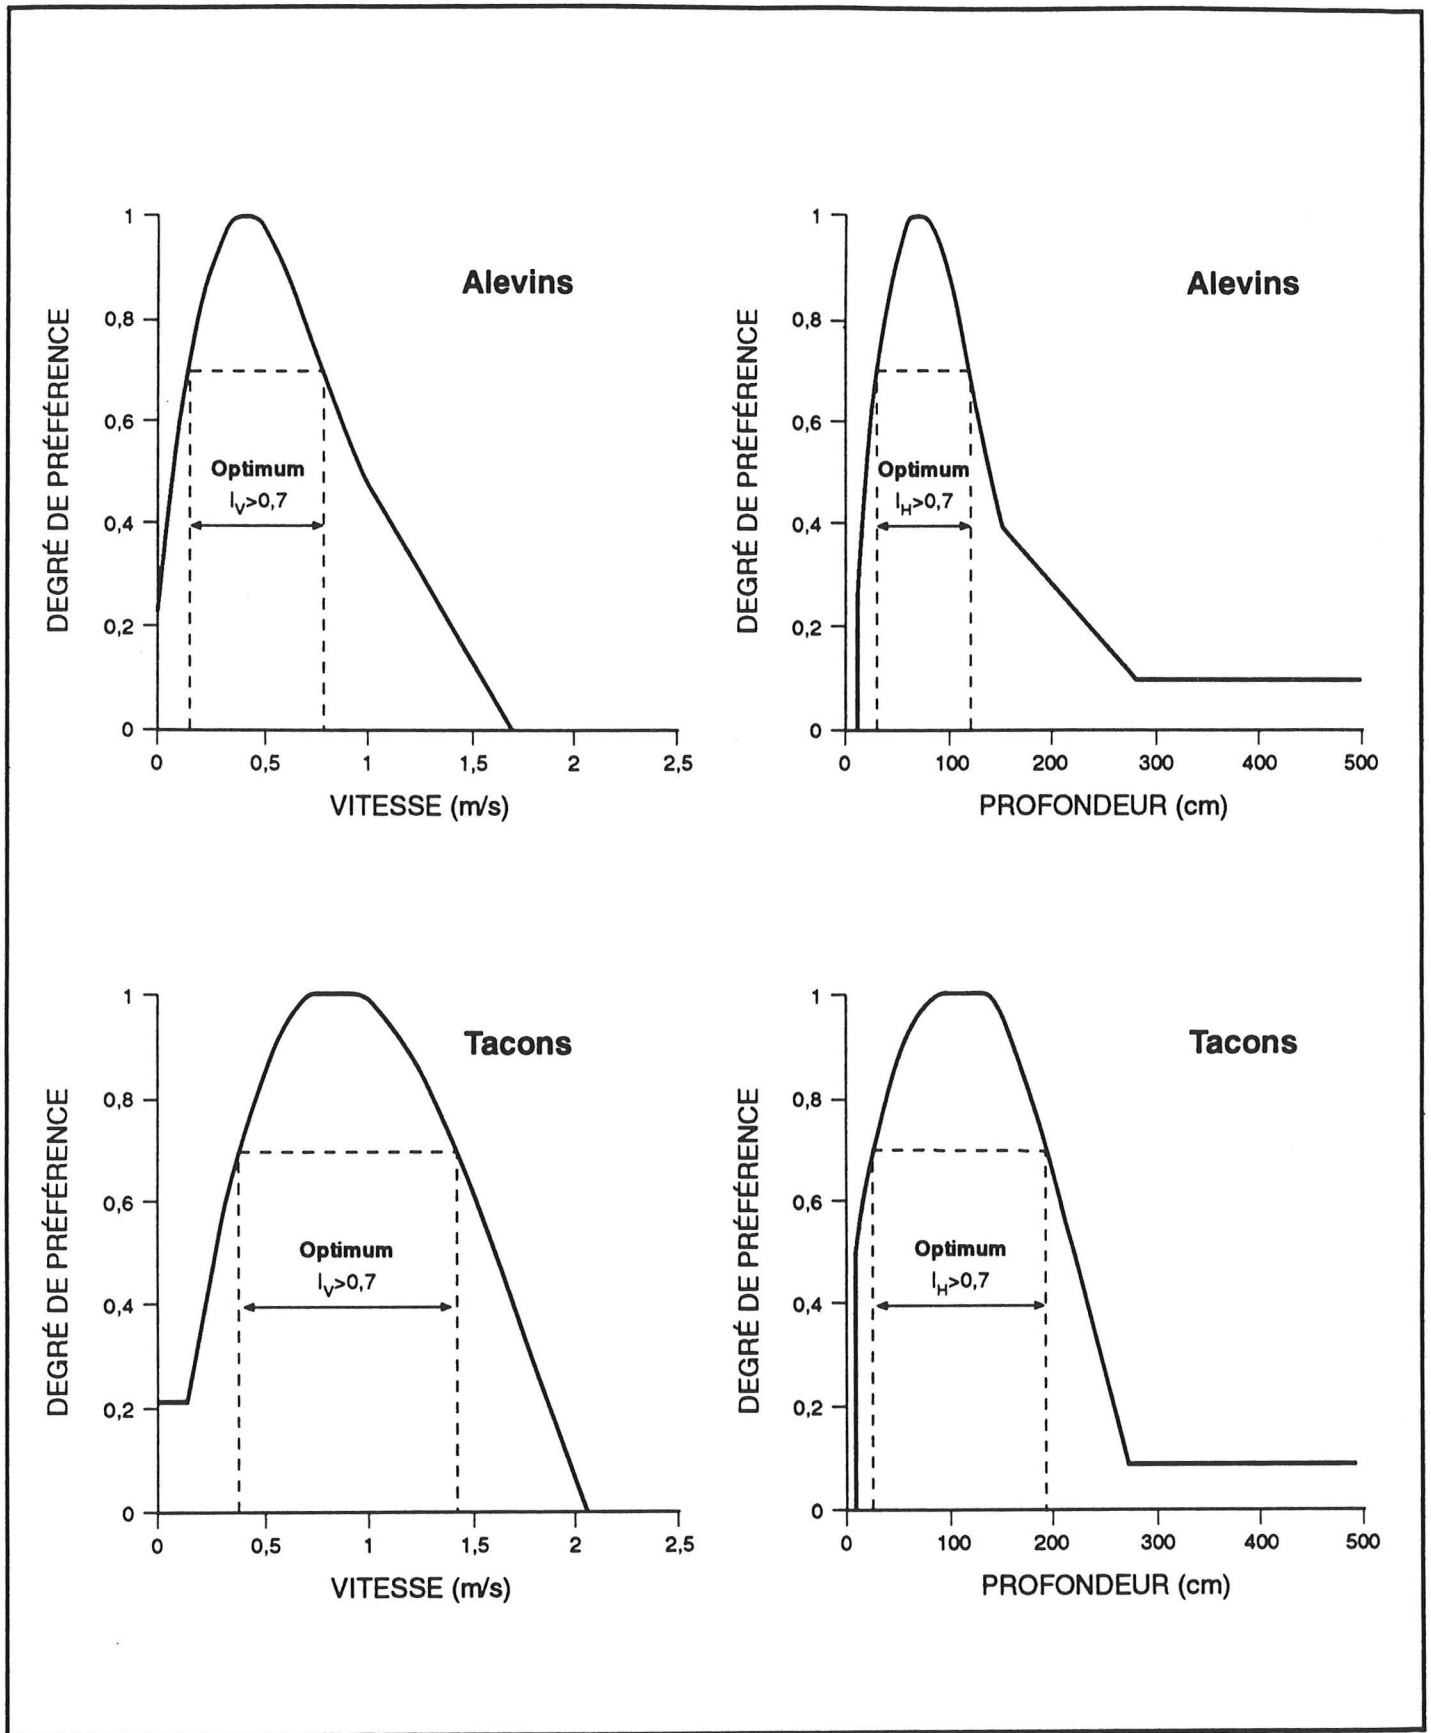 Alevins
DEGRÉ DE PRÉFÉRENCE
1
0,8
0,6
0,4
0,2
0
Optimum
I_V>0,7
0 0,5 1 1,5 2 2,5
VITESSE (m/s)
Alevins
DEGRÉ DE PRÉFÉRENCE
1
0,8
0,6
0,4
0,2
0
Optimum
I_H>0,7
0 100 200 300 400 500
PROFONDEUR (cm)
Tacons
DEGRÉ DE PRÉFÉRENCE
1
0,8
0,6
0,4
0,2
0
Optimum
I_V>0,7
0 0,5 1 1,5 2 2,5
VITESSE (m/s)
Tacons
DEGRÉ DE PRÉFÉRENCE
1
0,8
0,6
0,4
0,2
0
Optimum
I_H>0,7
0 100 200 300 400 500
PROFONDEUR (cm)